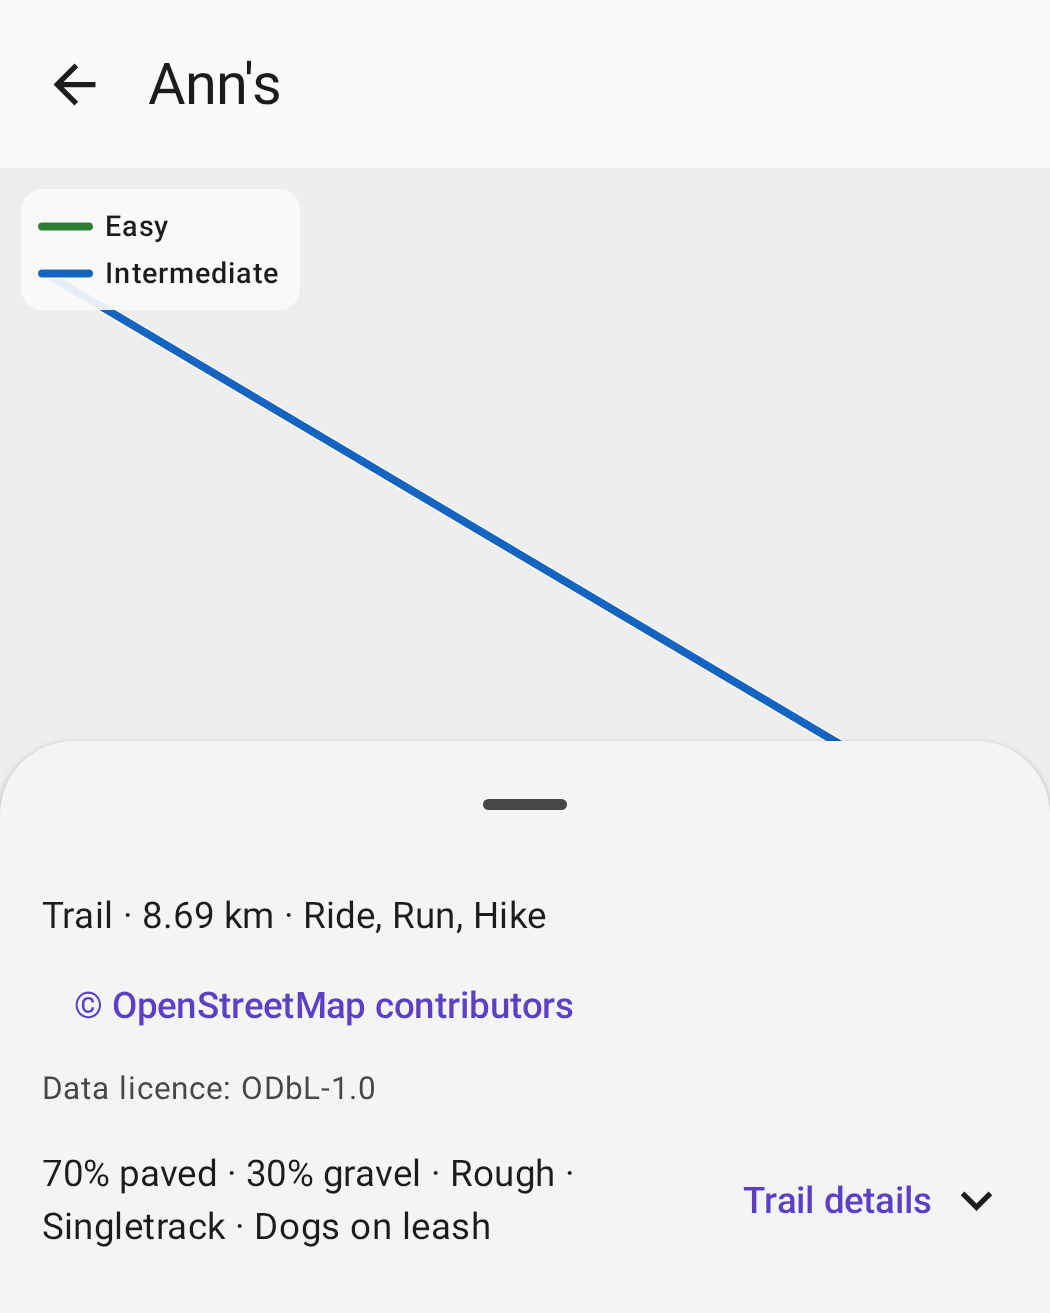 Ann's
Easy
Intermediate
Trail · 8.69 km · Ride, Run, Hike
© OpenStreetMap contributors
Data licence: ODbL-1.0
70% paved · 30% gravel · Rough ·
Singletrack · Dogs on leash
Trail details